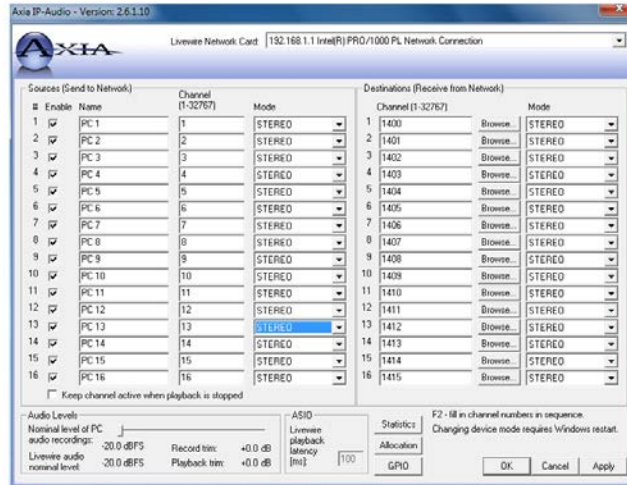 Axia IP-Audio - Version: 2.6.1.10
AXIA
Livewire Network Card: 192.168.1.1 Intel(R) PRO/1000 PL Network Connection
Sources (Send to Network)
# Enable Name Channel (1-32767) Mode
1 PC 1 1 STEREO
2 PC 2 2 STEREO
3 PC 3 3 STEREO
4 PC 4 4 STEREO
5 PC 5 5 STEREO
6 PC 6 6 STEREO
7 PC 7 7 STEREO
8 PC 8 8 STEREO
9 PC 9 9 STEREO
10 PC 10 10 STEREO
11 PC 11 11 STEREO
12 PC 12 12 STEREO
13 PC 13 13 STEREO
14 PC 14 14 STEREO
15 PC 15 15 STEREO
16 PC 16 16 STEREO
Keep channel active when playback is stopped
Destinations (Receive from Network)
Channel (1-32767) Mode
1 1400 Browse... STEREO
2 1401 Browse... STEREO
3 1402 Browse... STEREO
4 1403 Browse... STEREO
5 1404 Browse... STEREO
6 1405 Browse... STEREO
7 1406 Browse... STEREO
8 1407 Browse... STEREO
9 1408 Browse... STEREO
10 1409 Browse... STEREO
11 1410 Browse... STEREO
12 1411 Browse... STEREO
13 1412 Browse... STEREO
14 1413 Browse... STEREO
15 1414 Browse... STEREO
16 1415 Browse... STEREO
Audio Levels
Nominal level of PC
audio recordings: -20.0 dBFS Record trim: +0.0 dB
Livewire audio
nominal level: -20.0 dBFS Playback trim: +0.0 dB
ASIO
Livewire
playback
latency
[ms]: 100
Statistics
Allocation
GPIO
F2 - fill in channel numbers in sequence.
Changing device mode requires Windows restart.
OK Cancel Apply